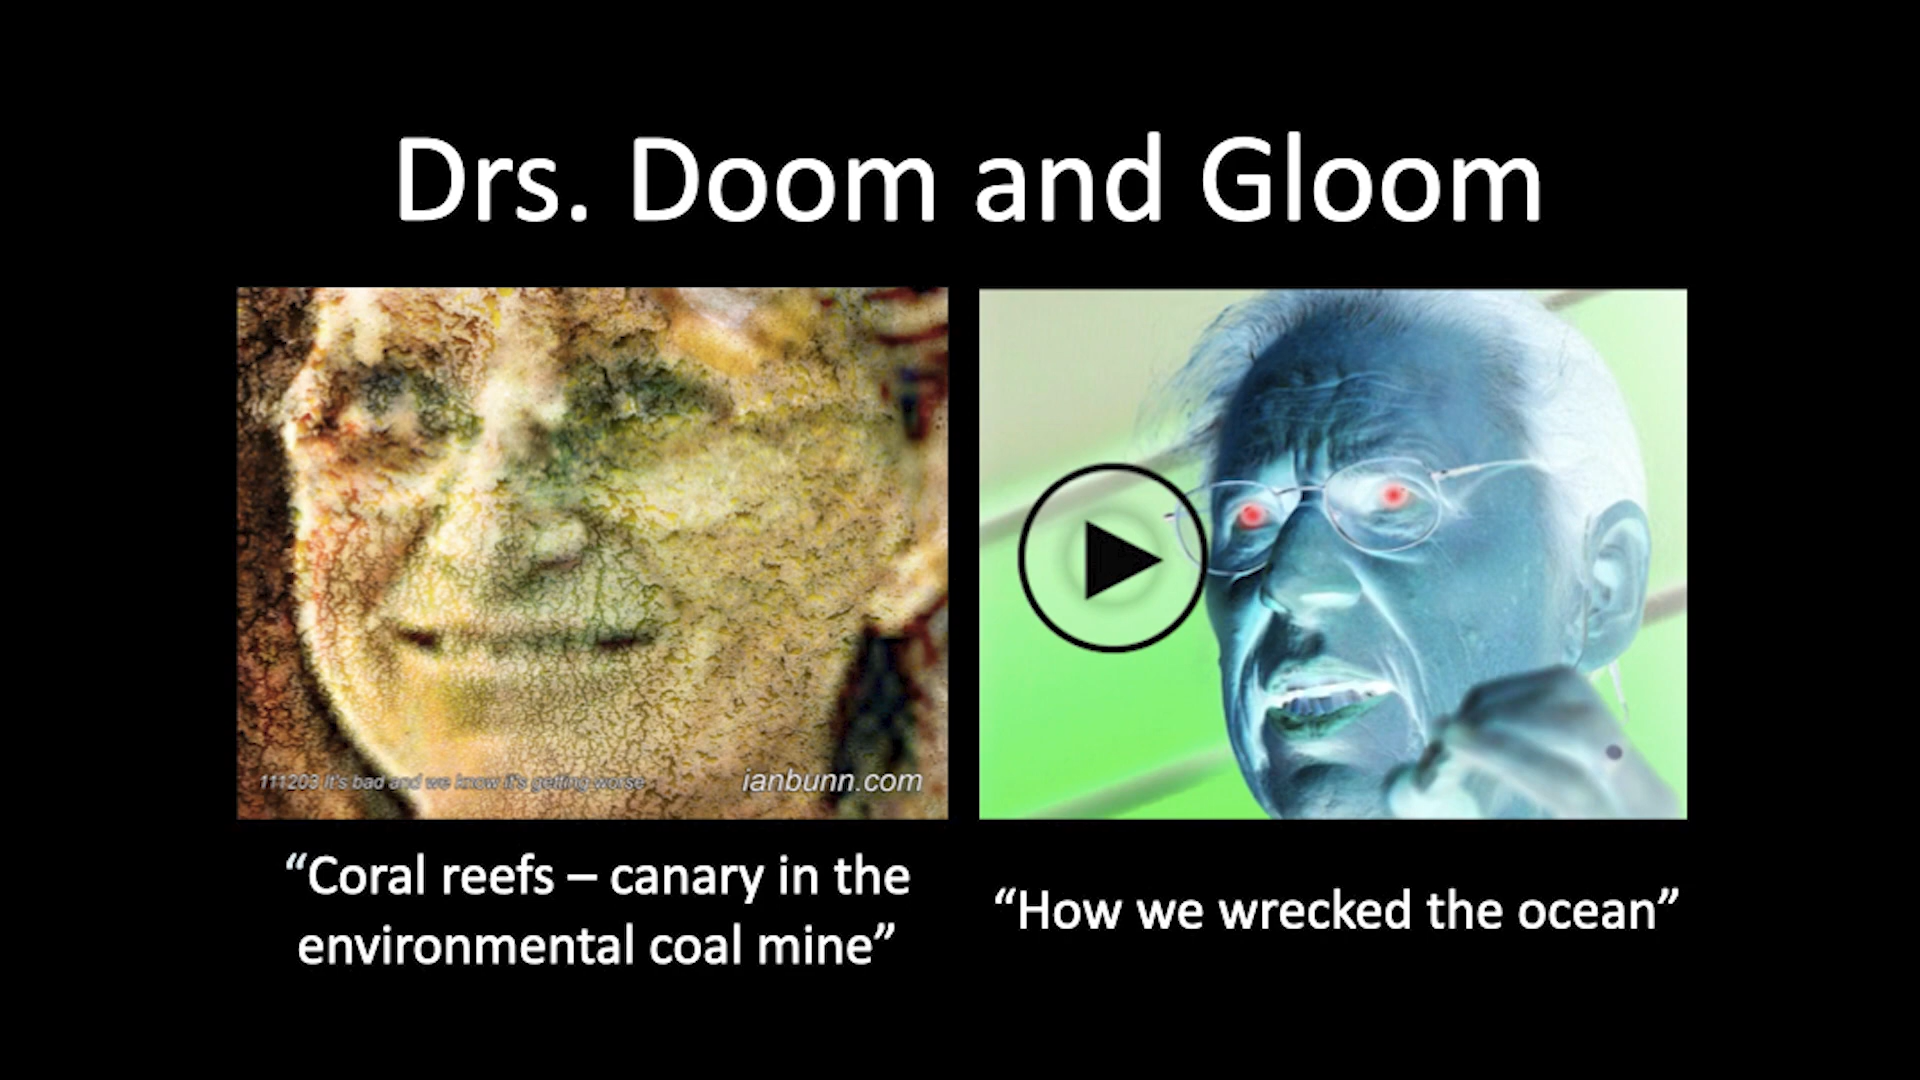 Drs. Doom and Gloom
111203 it's bad and we know it's getting worse
ianbunn.com
“Coral reefs – canary in the
environmental coal mine”
“How we wrecked the ocean”